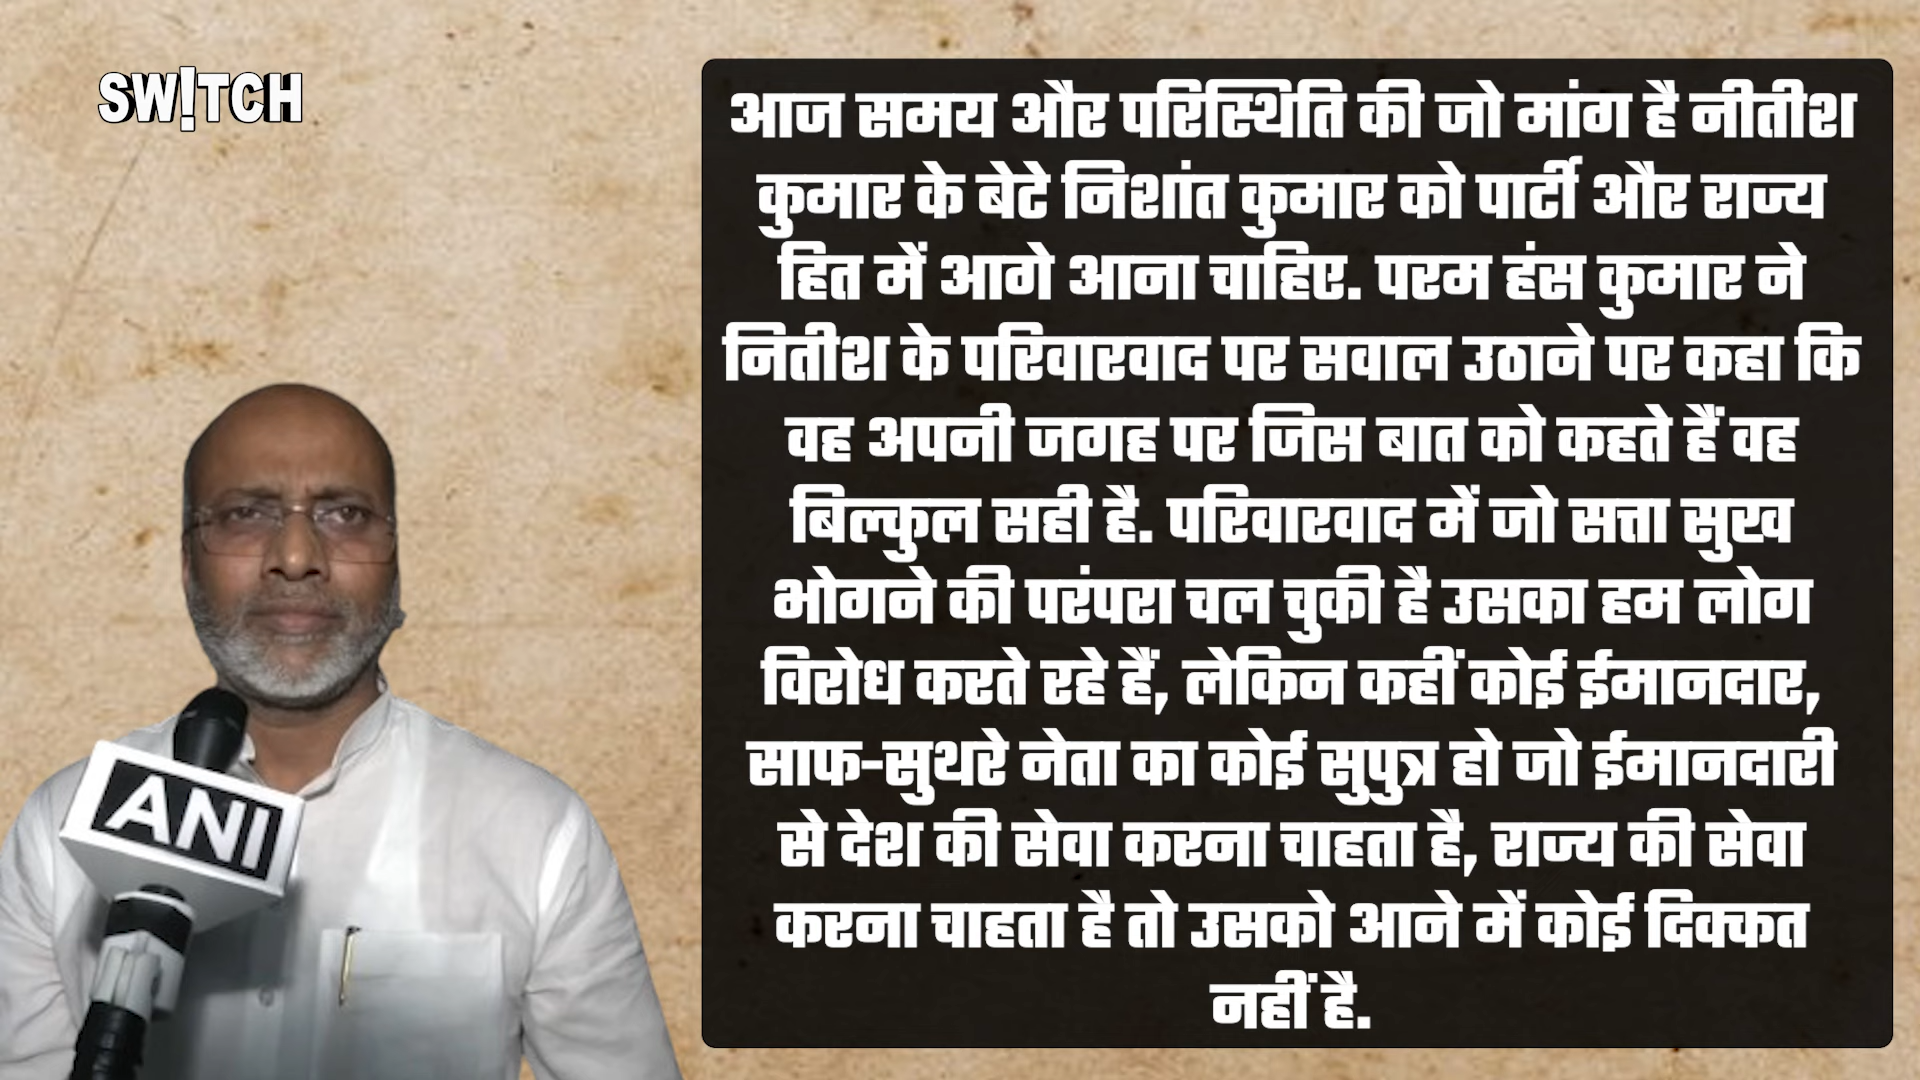 SW!TCH
आज समय और परिस्थिति की जो मांग है नीतीश
कुमार के बेटे निशांत कुमार को पार्टी और राज्य
हित में आगे आना चाहिए. परम हंस कुमार ने
नितीश के परिवारवाद पर सवाल उठाने पर कहा कि
वह अपनी जगह पर जिस बात को कहते हैं वह
बिल्कुल सही है. परिवारवाद में जो सत्ता सुख
भोगने की परंपरा चल चुकी है उसका हम लोग
विरोध करते रहे हैं, लेकिन कहीं कोई ईमानदार,
साफ-सुथरे नेता का कोई सुपुत्र हो जो ईमानदारी
से देश की सेवा करना चाहता है, राज्य की सेवा
करना चाहता है तो उसको आने में कोई दिक्कत
नहीं है.
ANI